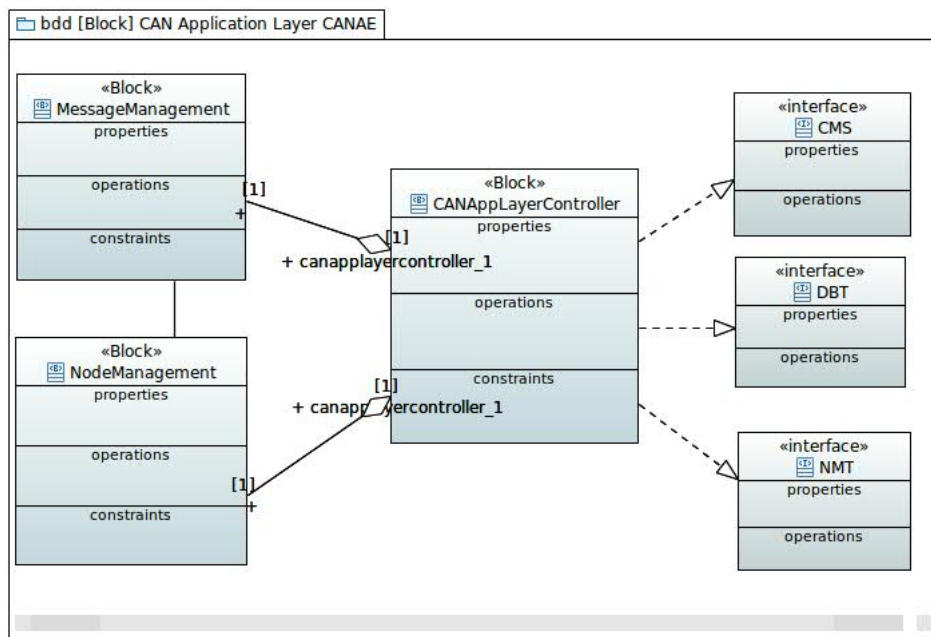 bdd [Block] CAN Application Layer CANAE
«Block»
MessageManagement
properties
operations
constraints
[1]
+
«Block»
NodeManagement
properties
operations
constraints
[1]
+
«Block»
CANAppLayerController
properties
operations
constraints
[1]
+ canapplayercontroller_1
[1]
+ canapplayercontroller_1
«interface»
CMS
properties
operations
«interface»
DBT
properties
operations
«interface»
NMT
properties
operations